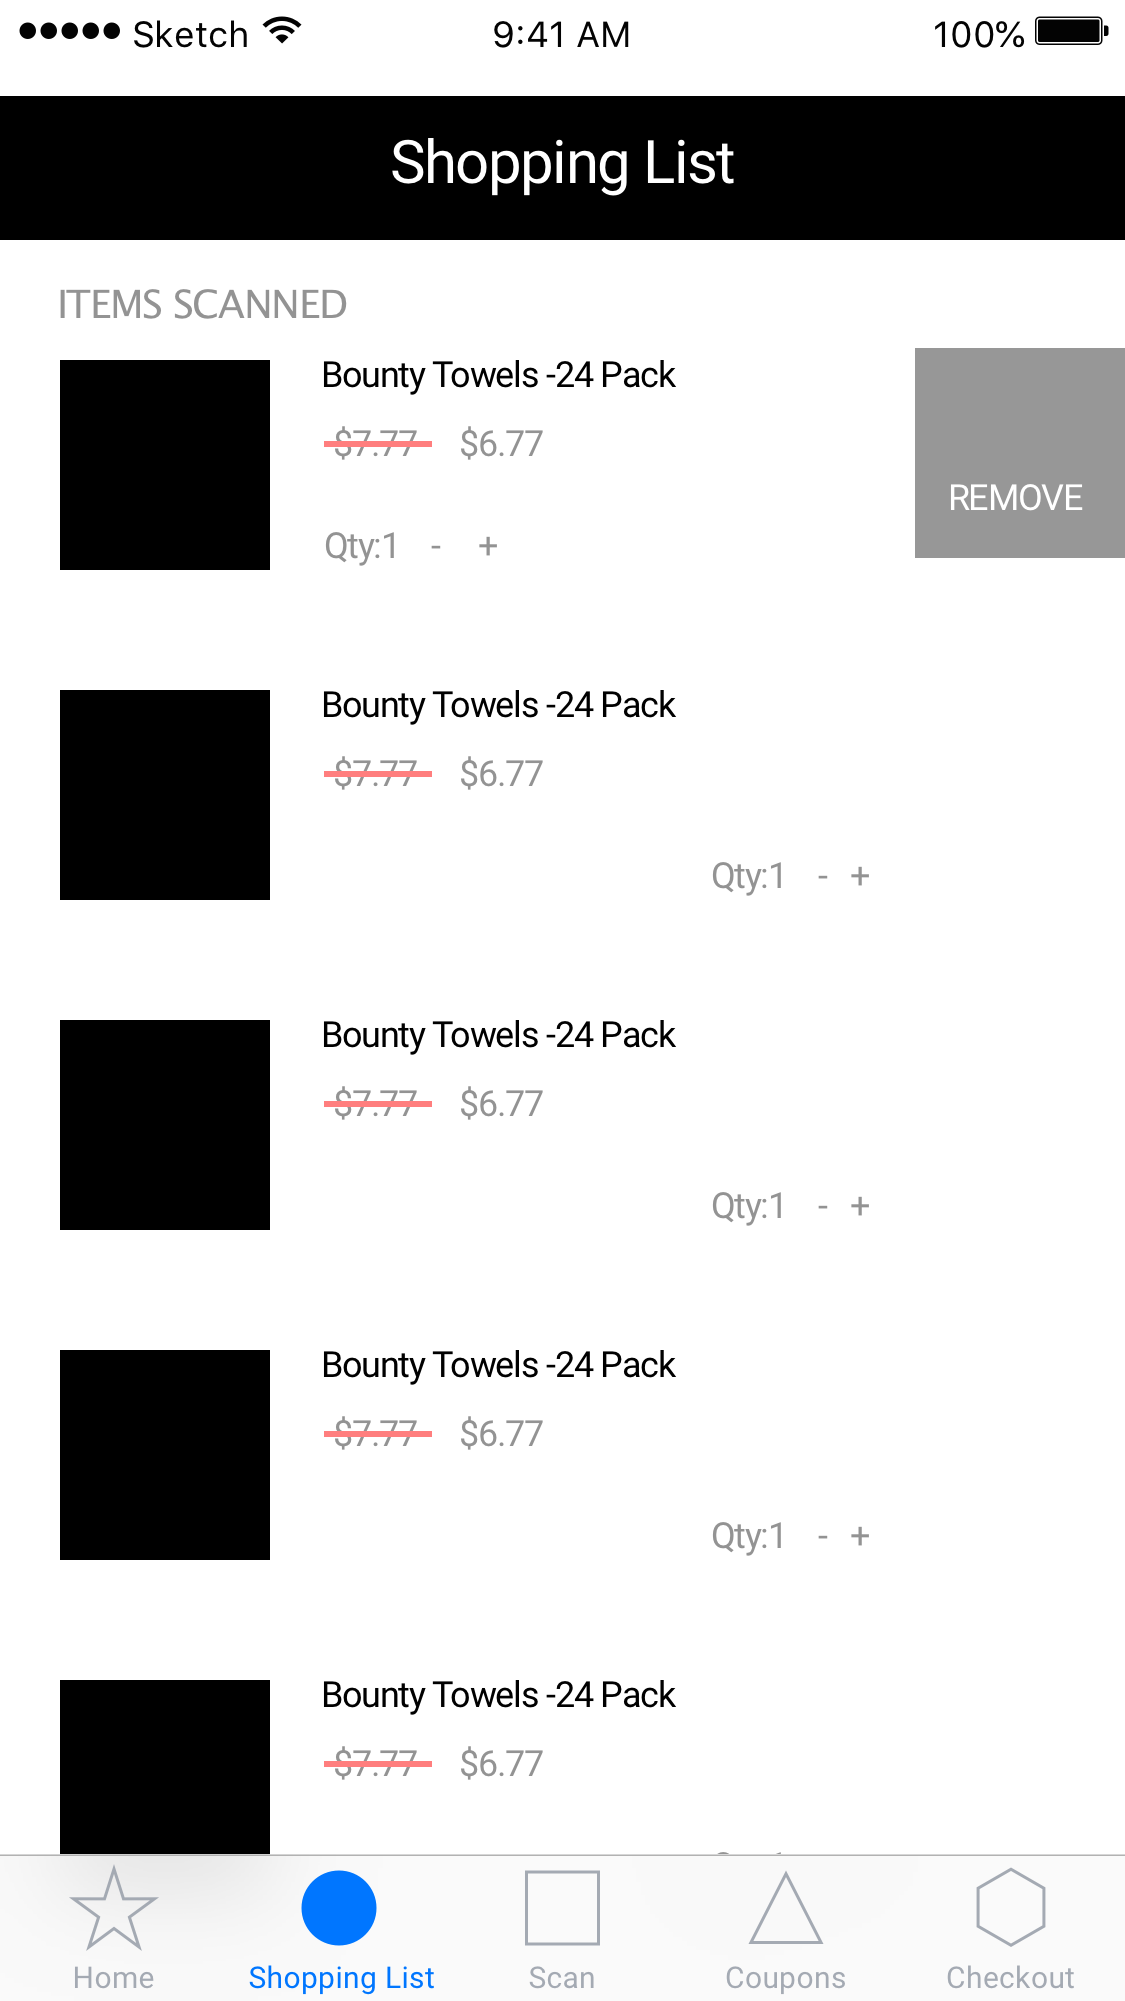 Sketch 9:41 AM 100%
Shopping List
ITEMS SCANNED
Bounty Towels -24 Pack
$7.77 $6.77
REMOVE
Qty:1 - +
Bounty Towels -24 Pack
$7.77 $6.77
Qty:1 - +
Bounty Towels -24 Pack
$7.77 $6.77
Qty:1 - +
Bounty Towels -24 Pack
$7.77 $6.77
Qty:1 - +
Bounty Towels -24 Pack
$7.77 $6.77
Home Shopping List Scan Coupons Checkout